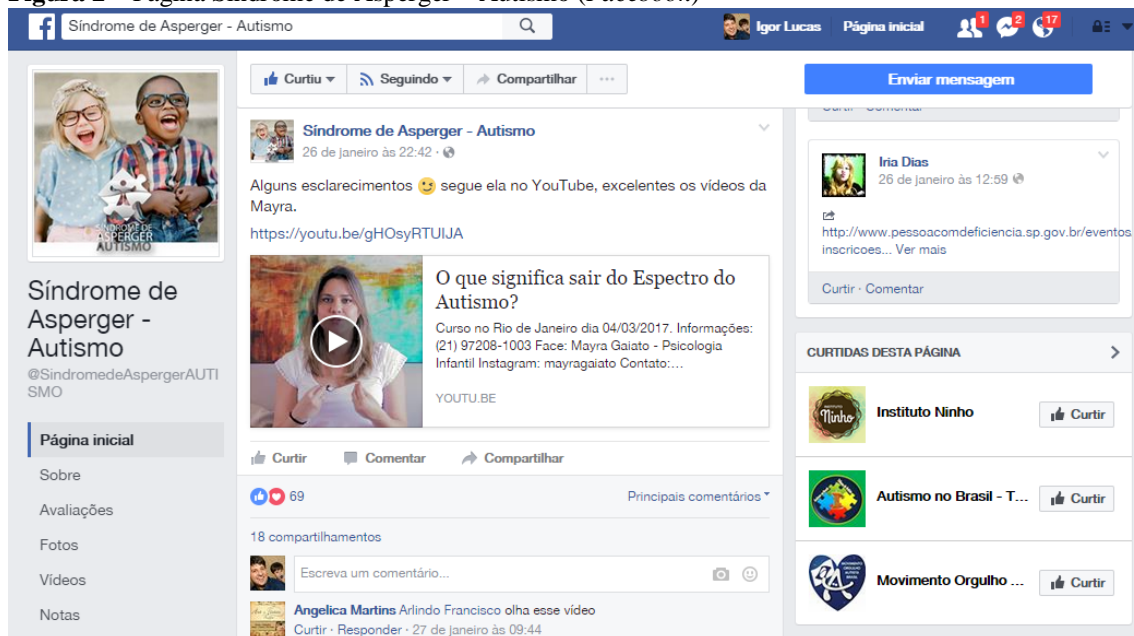 Síndrome de Asperger - Autismo
Igor Lucas
Página inicial
1
2
17
SÍNDROME DE
ASPERGER
AUTISMO
Síndrome de
Asperger -
Autismo
@SindromedeAspergerAUTI
SMO
Página inicial
Sobre
Avaliações
Fotos
Vídeos
Notas
Curtiu
Seguindo
Compartilhar
Síndrome de Asperger - Autismo
26 de janeiro às 22:42 ·
Alguns esclarecimentos 😉 segue ela no YouTube, excelentes os vídeos da
Mayra.
https://youtu.be/gHOsyRTUIJA
O que significa sair do Espectro do
Autismo?
Curso no Rio de Janeiro dia 04/03/2017. Informações:
(21) 97208-1003 Face: Mayra Gaiato - Psicologia
Infantil Instagram: mayragaiato Contato:...
YOUTU.BE
Curtir Comentar Compartilhar
69
Principais comentários
18 compartilhamentos
Escreva um comentário...
Angelica Martins Arlindo Francisco olha esse vídeo
Curtir · Responder · 27 de janeiro às 09:44
Enviar mensagem
Curtir · Comentar
Iria Dias
26 de janeiro às 12:59
http://www.pessoacomdeficiencia.sp.gov.br/eventos
inscricoes... Ver mais
Curtir · Comentar
CURTIDAS DESTA PÁGINA
Ninho
Instituto Ninho
Curtir
Autismo no Brasil - T...
Curtir
Movimento Orgulho ...
Curtir